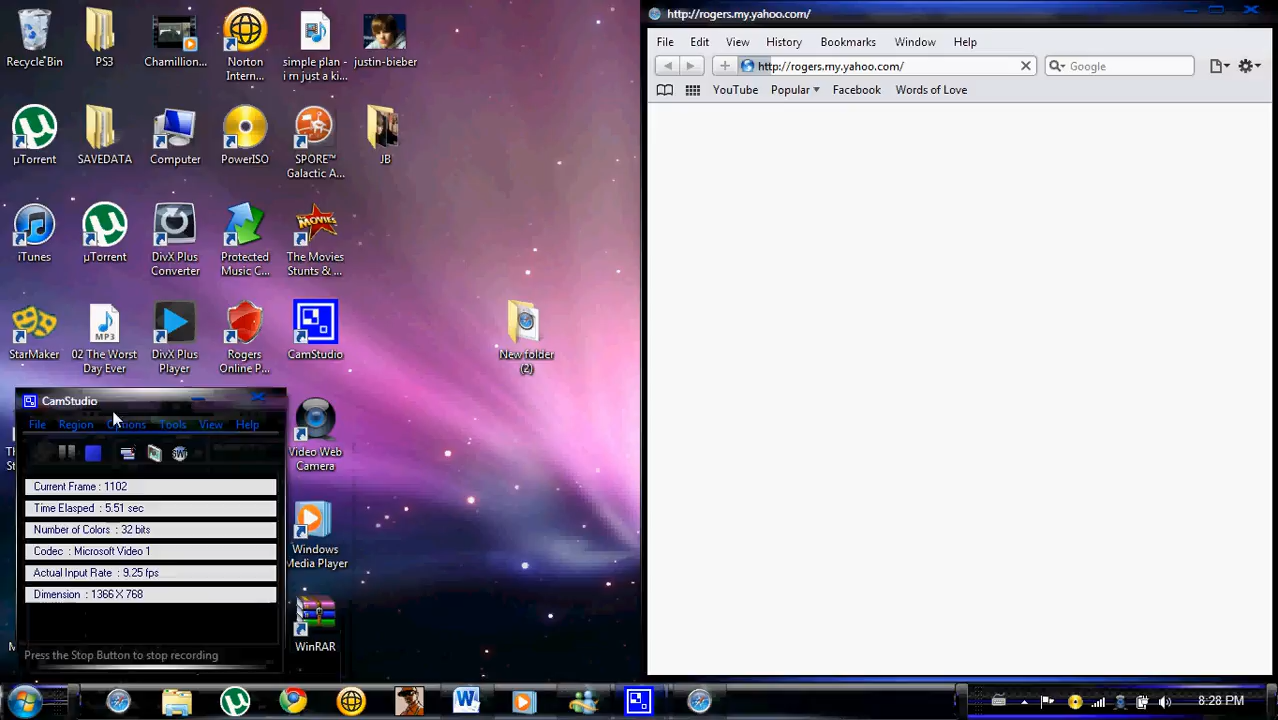 Recycle Bin
PS3
Chamillion...
Norton
Intern...
simple plan -
i m just a ki...
justin-bieber
µTorrent
SAVEDATA
Computer
PowerISO
SPORE™
Galactic A...
JB
iTunes
µTorrent
DivX Plus
Converter
Protected
Music C...
MOVIES
The Movies
Stunts & ...
StarMaker
MP3
02 The Worst
Day Ever
DivX Plus
Player
Rogers
Online P...
CamStudio
New folder
(2)
CamStudio
File Region Options Tools View Help
Current Frame : 1102
Time Elasped : 5.51 sec
Number of Colors : 32 bits
Codec : Microsoft Video 1
Actual Input Rate : 9.25 fps
Dimension : 1366 X 768
Press the Stop Button to stop recording
Video Web
Camera
Windows
Media Player
WinRAR
http://rogers.my.yahoo.com/
File Edit View History Bookmarks Window Help
http://rogers.my.yahoo.com/
Google
YouTube Popular Facebook Words of Love
8:28 PM